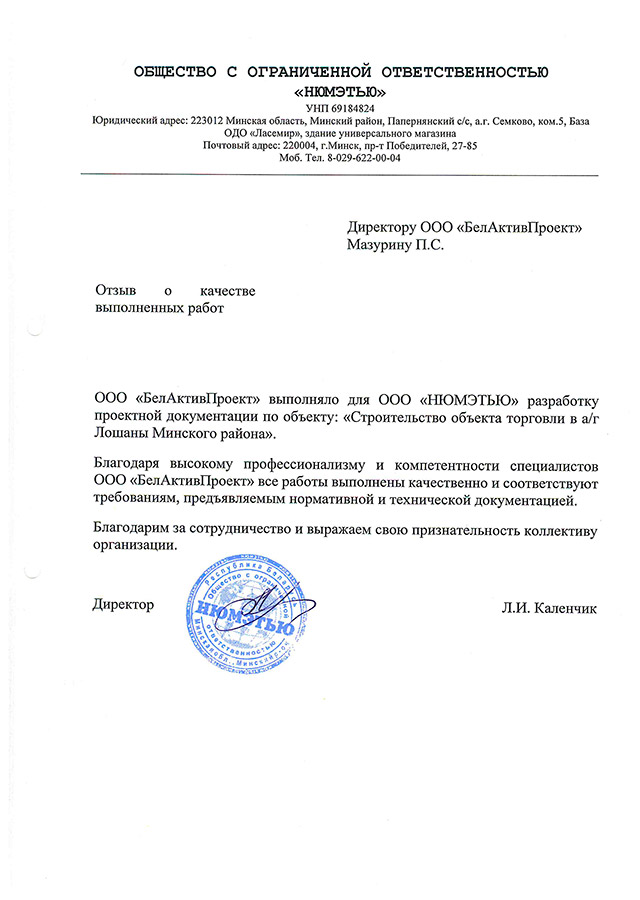 ОБЩЕСТВО С ОГРАНИЧЕННОЙ ОТВЕТСТВЕННОСТЬЮ
«НЮМЭТЬЮ»
УНП 69184824
Юридический адрес: 223012 Минская область, Минский район, Папернянский с/с, а.г. Семково, ком.5, База
ОДО «Ласемир», здание универсального магазина
Почтовый адрес: 220004, г.Минск, пр-т Победителей, 27-85
Моб. Тел. 8-029-622-00-04
Директору ООО «БелАктивПроект»
Мазурину П.С.
Отзыв о качестве
выполненных работ
ООО «БелАктивПроект» выполняло для ООО «НЮМЭТЬЮ» разработку
проектной документации по объекту: «Строительство объекта торговли в а/г
Лошаны Минского района».
Благодаря высокому профессионализму и компетентности специалистов
ООО «БелАктивПроект» все работы выполнены качественно и соответствуют
требованиям, предъявляемым нормативной и технической документацией.
Благодарим за сотрудничество и выражаем свою признательность коллективу
организации.
Директор
Л.И. Каленчик
Республика Беларусь
Общество с ограниченной
ответственностью
НЮМЭТЬЮ